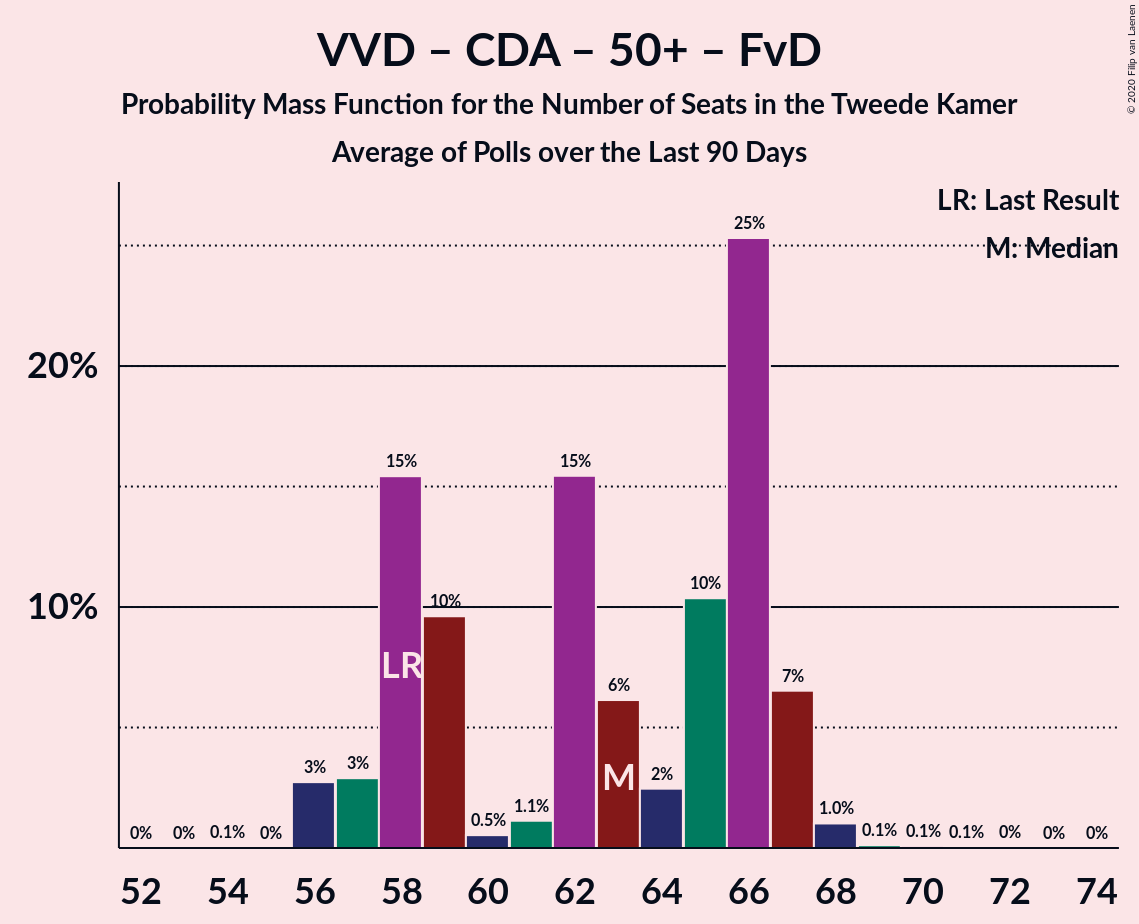 VVD – CDA – 50+ – FvD
Probability Mass Function for the Number of Seats in the Tweede Kamer
Average of Polls over the Last 90 Days
© 2020 Filip van Laenen
LR: Last Result
M: Median
20%
10%
0%
0%
0.1%
0%
3%
3%
15%
10%
0.5%
1.1%
15%
6%
2%
10%
25%
7%
1.0%
0.1%
0.1%
0.1%
0%
0%
0%
LR
M
52 54 56 58 60 62 64 66 68 70 72 74